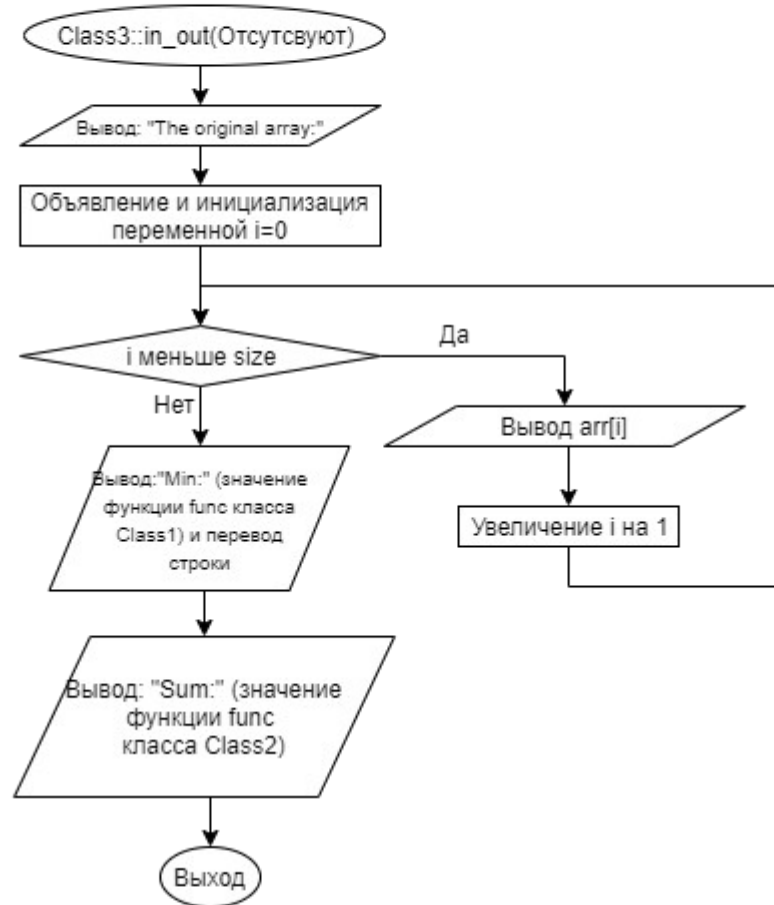 Class3::in_out(Отсутсвуют)
Вывод: "The original array:"
Объявление и инициализация
переменной i=0
i меньше size
Да
Нет
Вывод arr[i]
Увеличение i на 1
Вывод:"Min:" (значение
функции func класса
Class1) и перевод
строки
Вывод: "Sum:" (значение
функции func
класса Class2)
Выход